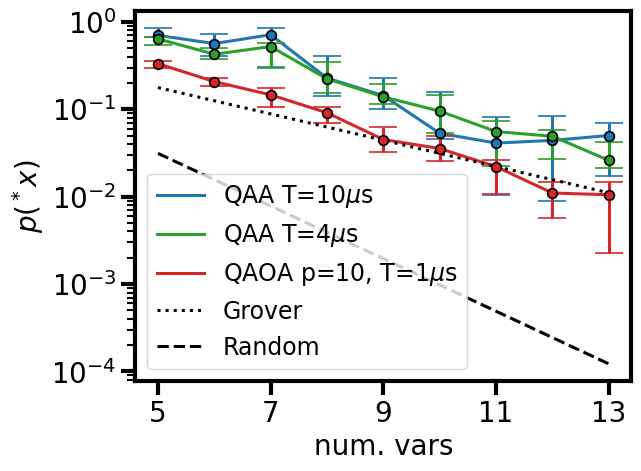 10⁰
10⁻¹
10⁻²
10⁻³
10⁻⁴
p(*x)
QAA T=10μs
QAA T=4μs
QAOA p=10, T=1μs
Grover
Random
5 7 9 11 13
num. vars